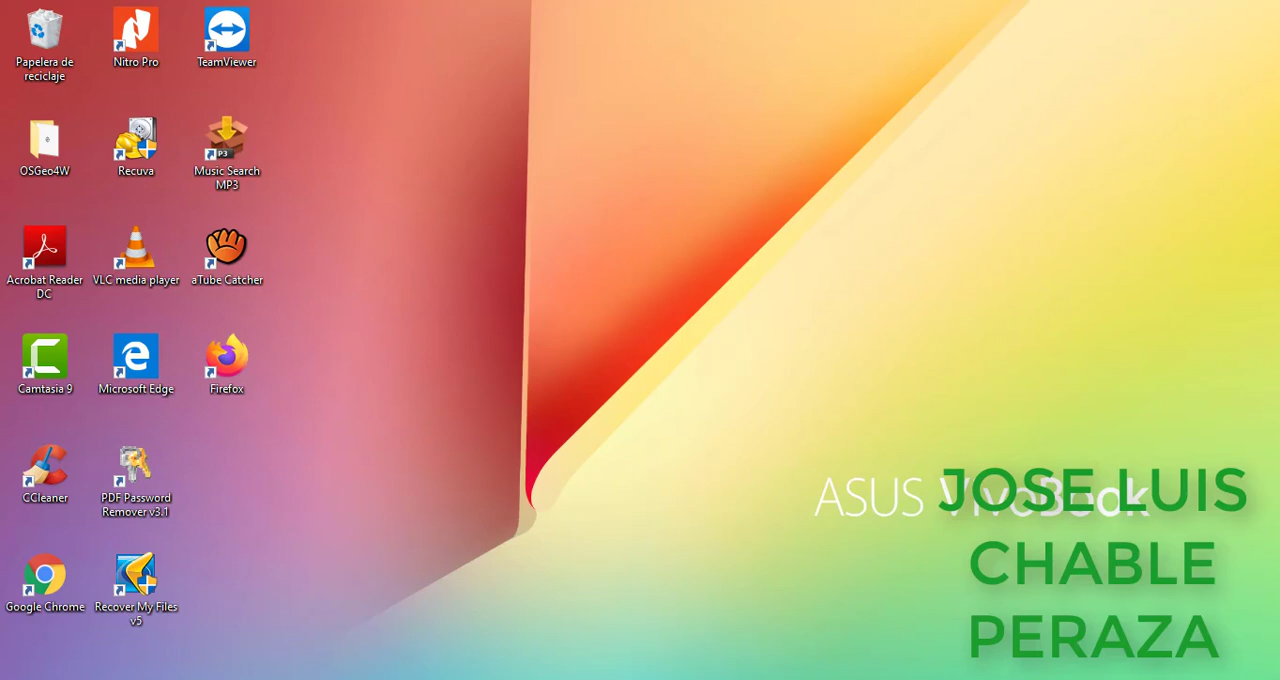 Papelera de
reciclaje
Nitro Pro
TeamViewer
OSGeo4W
Recuva
P3
Music Search
MP3
Acrobat Reader
DC
VLC media player
aTube Catcher
Camtasia 9
Microsoft Edge
Firefox
CCleaner
PDF Password
Remover v3.1
Google Chrome
Recover My Files
v5
ASUS VivoBook
JOSE LUIS
CHABLE
PERAZA